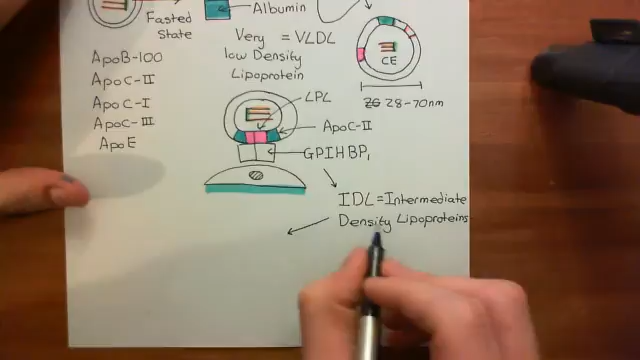 Fasted
State
Albumin
Very = VLDL
low Density
Lipoprotein
CE
28-70nm
ApoB-100
ApoC-II
ApoC-I
ApoC-III
ApoE
LPL
ApoC-II
GPIHBP1
IDL=Intermediate
Density Lipoproteins